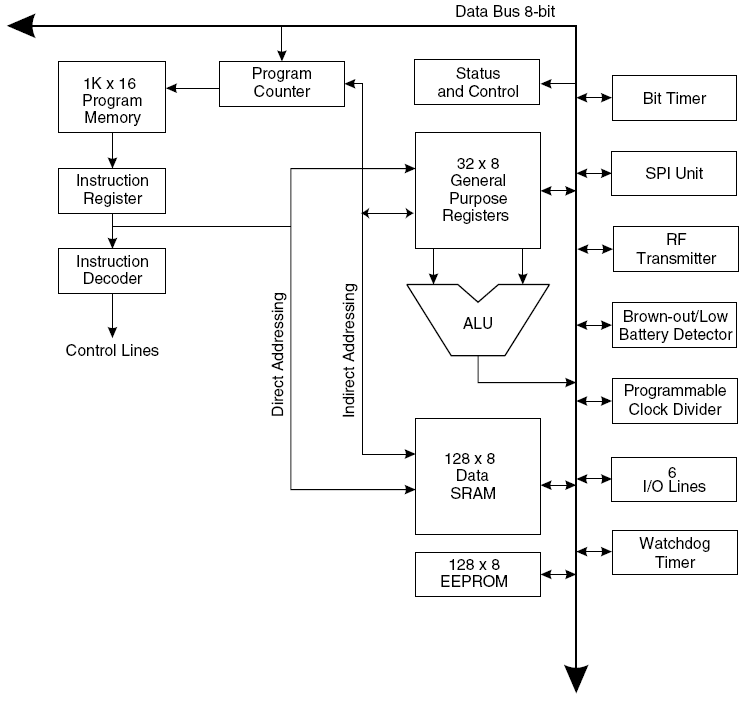 Data Bus 8-bit
1K x 16
Program
Memory
Program
Counter
Status
and Control
Bit Timer
Instruction
Register
32 x 8
General
Purpose
Registers
SPI Unit
Instruction
Decoder
RF
Transmitter
Control Lines
Direct Addressing
Indirect Addressing
ALU
Brown-out/Low
Battery Detector
Programmable
Clock Divider
128 x 8
Data
SRAM
6
I/O Lines
128 x 8
EEPROM
Watchdog
Timer